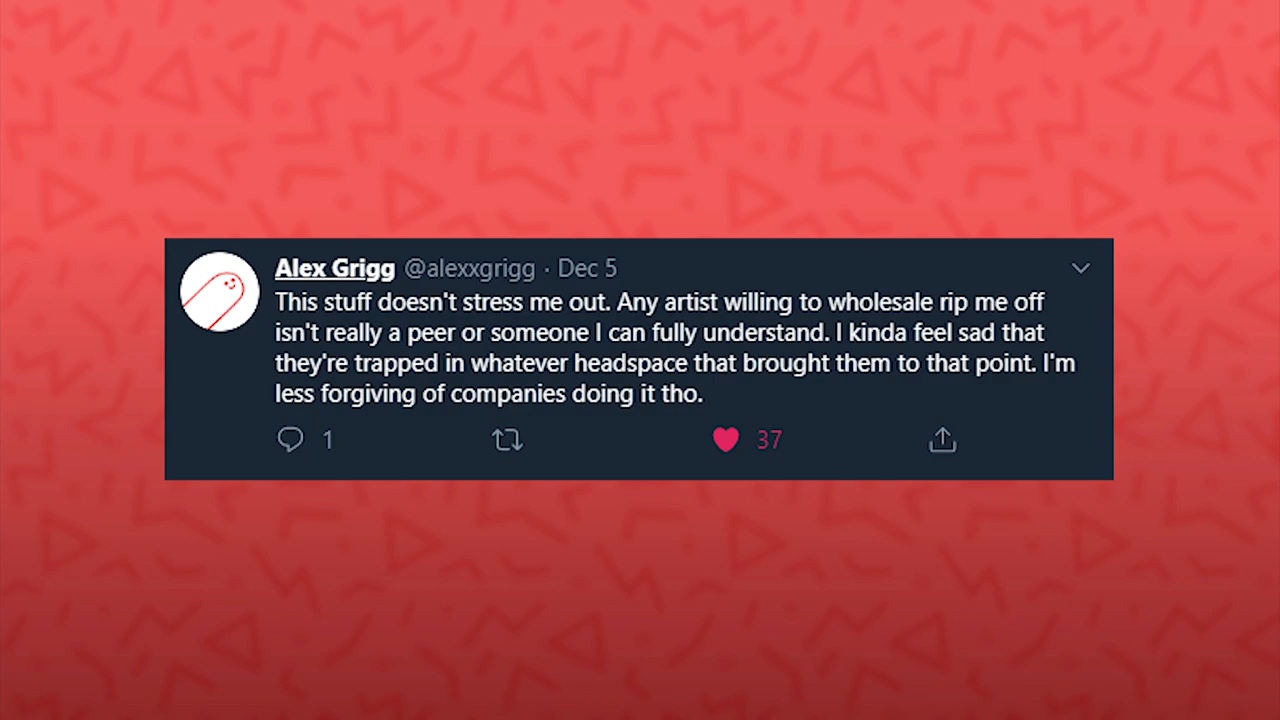 Alex Grigg @alexxgrigg · Dec 5
This stuff doesn't stress me out. Any artist willing to wholesale rip me off
isn't really a peer or someone I can fully understand. I kinda feel sad that
they're trapped in whatever headspace that brought them to that point. I'm
less forgiving of companies doing it tho.
1 37